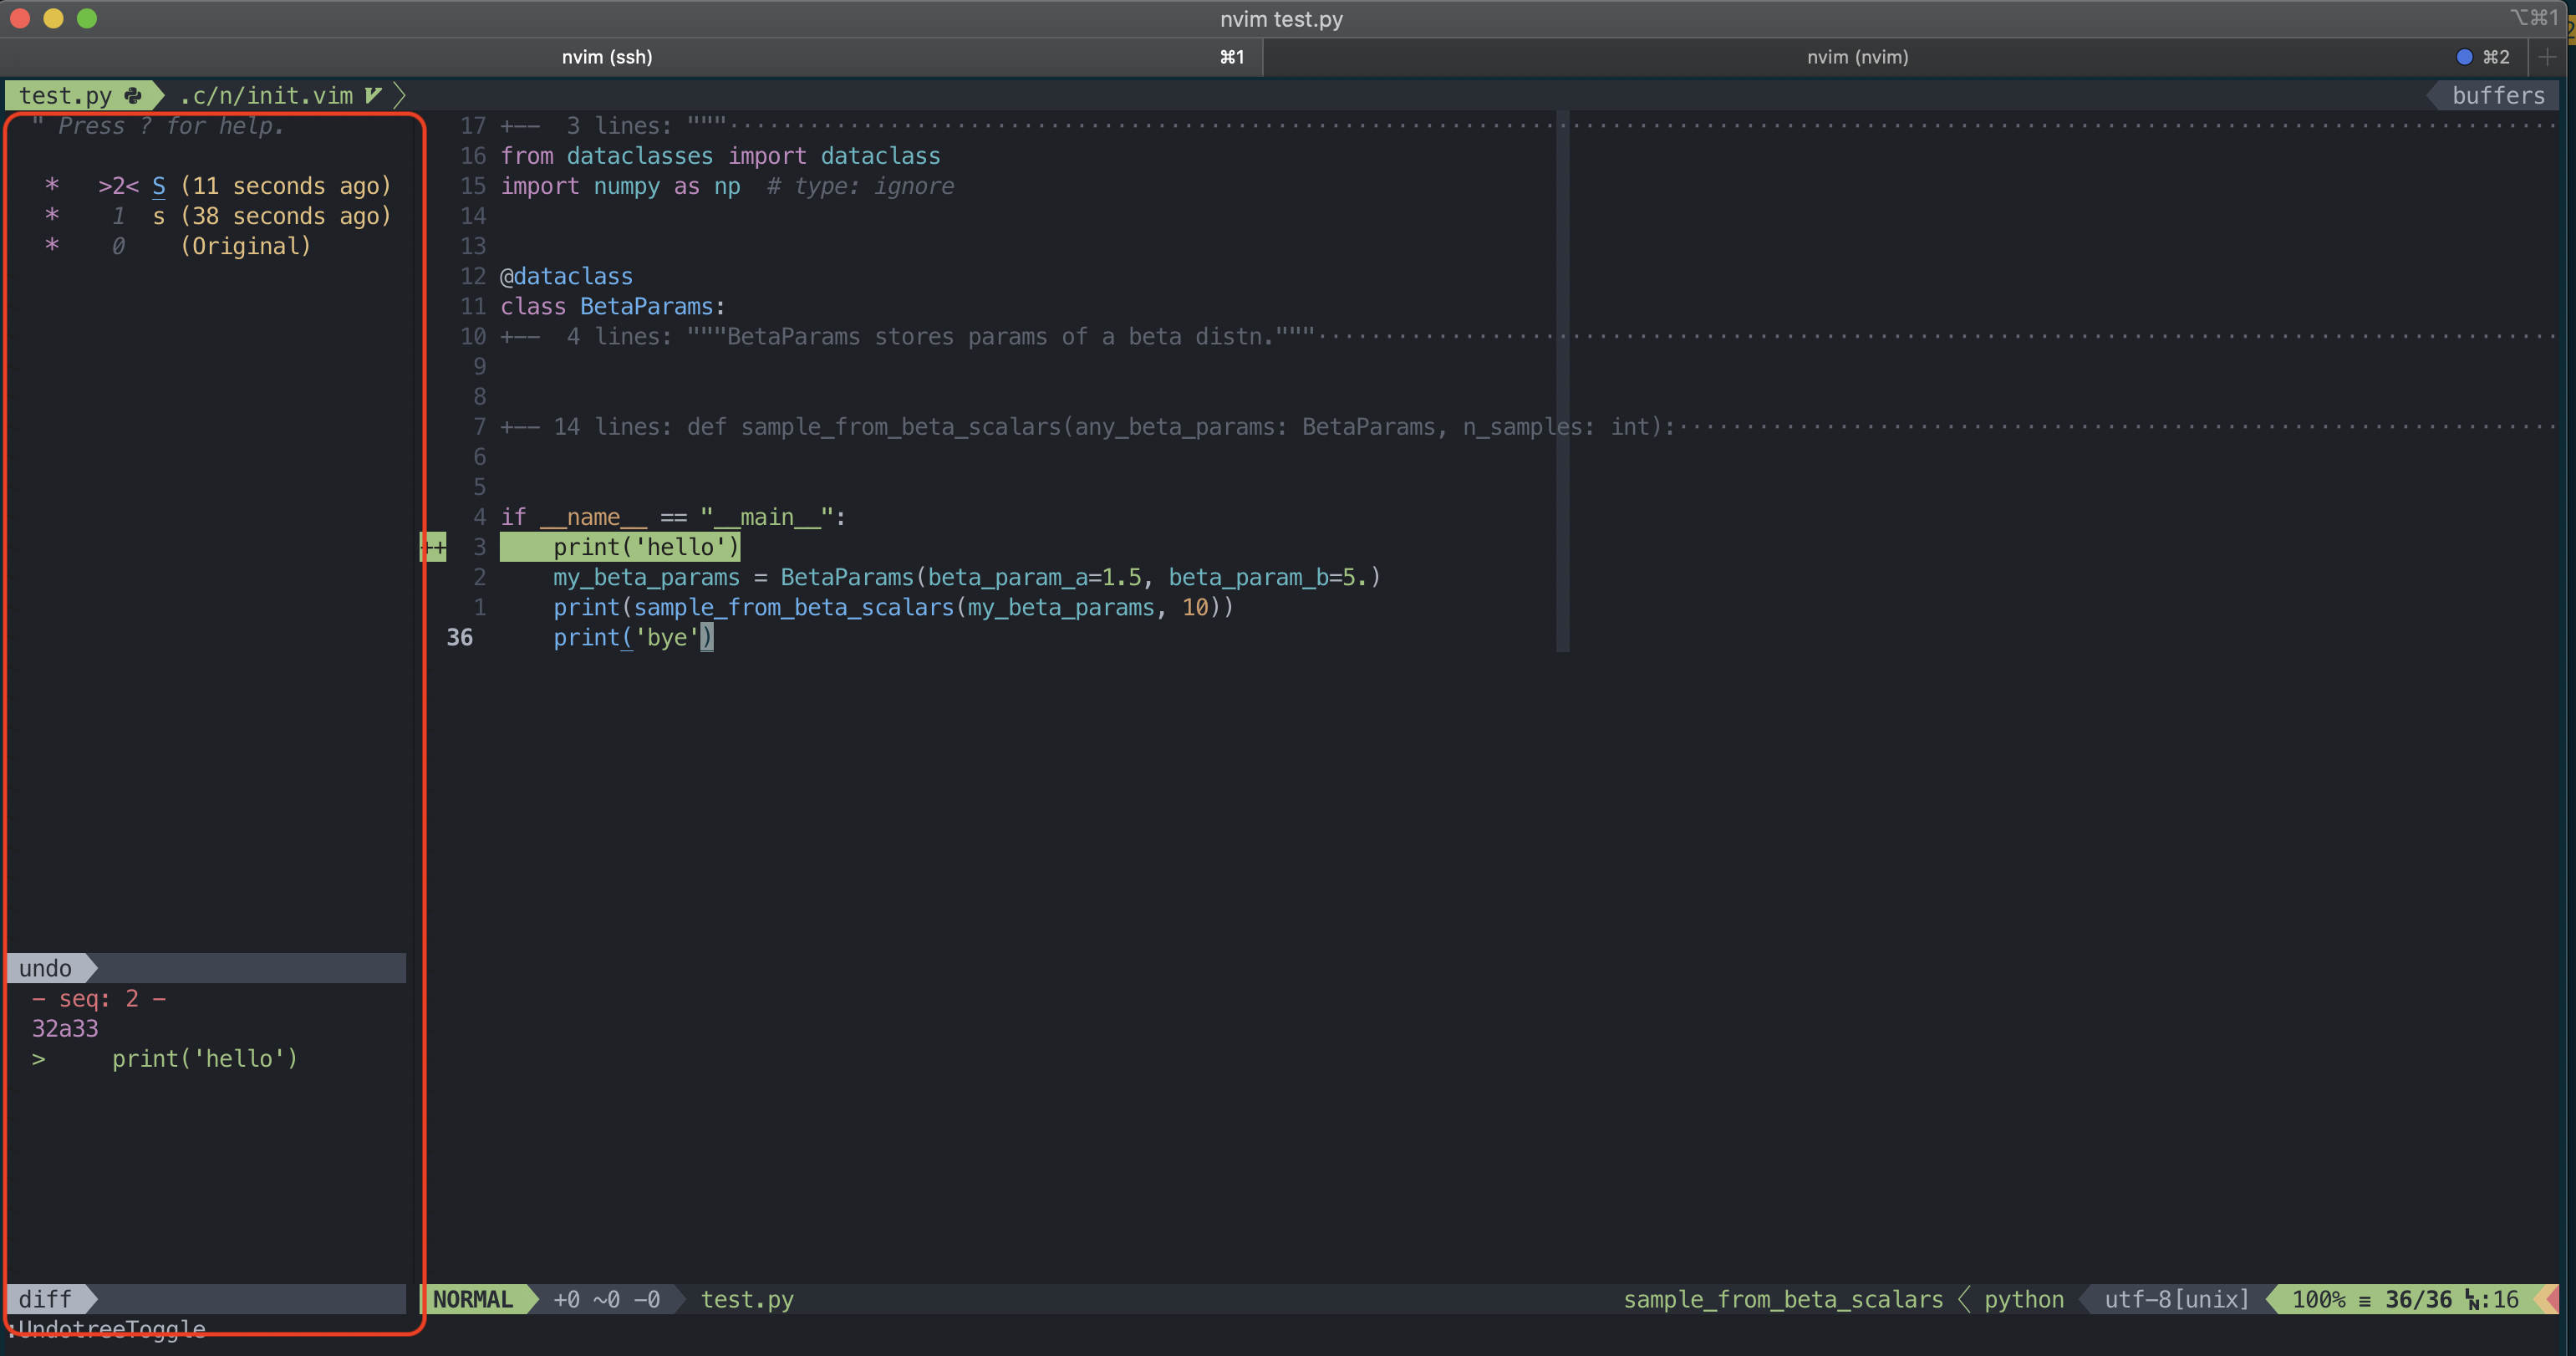 nvim test.py ⌥⌘1
nvim (ssh) ⌘1 nvim (nvim) ⌘2 +
test.py .c/n/init.vim buffers
" Press ? for help.
* >2< S (11 seconds ago)
* 1 s (38 seconds ago)
* 0 (Original)
undo
- seq: 2 -
32a33
> print('hello')
diff
17 +-- 3 lines: """··········
16 from dataclasses import dataclass
15 import numpy as np # type: ignore
14
13
12 @dataclass
11 class BetaParams:
10 +-- 4 lines: """BetaParams stores params of a beta distn."""··········
9
8
7 +-- 14 lines: def sample_from_beta_scalars(any_beta_params: BetaParams, n_samples: int):··········
6
5
4 if __name__ == "__main__":
++ 3 print('hello')
2 my_beta_params = BetaParams(beta_param_a=1.5, beta_param_b=5.)
1 print(sample_from_beta_scalars(my_beta_params, 10))
36 print('bye')
NORMAL +0 ~0 -0 test.py sample_from_beta_scalars python utf-8[unix] 100% ≡ 36/36 ㏑:16
:UndotreeToggle